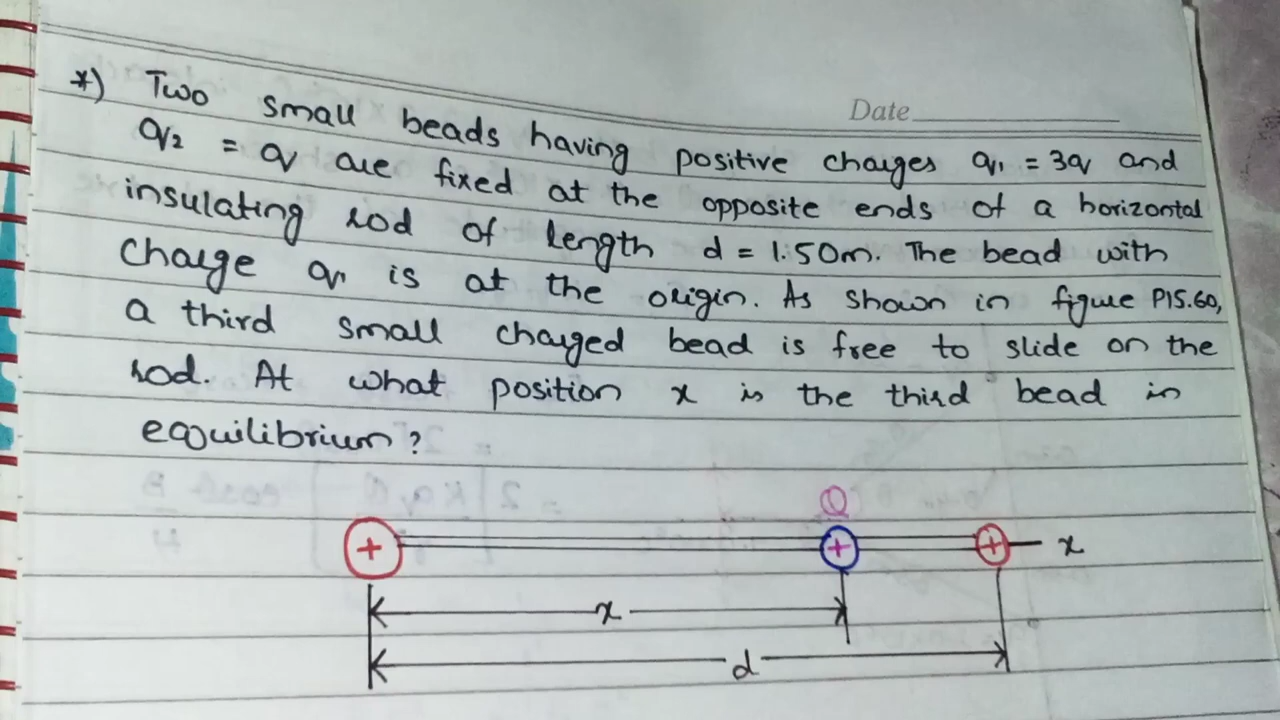 Date
*) Two small beads having positive charges q₁ = 3q and
q₂ = q are fixed at the opposite ends of a horizontal
insulating rod of length d = 1.50m. The bead with
charge q₁ is at the origin. As shown in figure P15.60,
a third small charged bead is free to slide on the
rod. At what position x is the third bead in
eqquilibrium?
Q
+ + + x
x
d